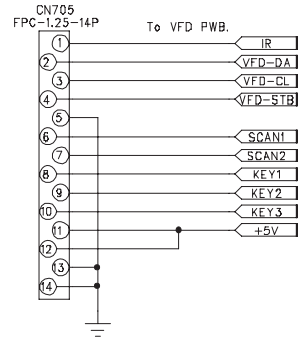 CN705
FPC-1.25-14P
To VFD PWB.
1 IR
2 VFD-DA
3 VFD-CL
4 VFD-STB
5
6 SCAN1
7 SCAN2
8 KEY1
9 KEY2
10 KEY3
11 +5V
12
13
14